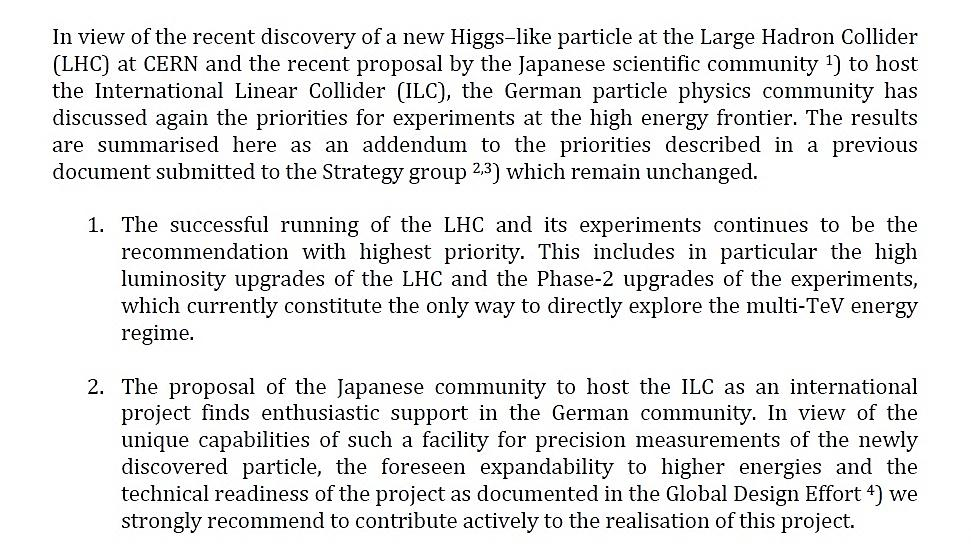 In view of the recent discovery of a new Higgs–like particle at the Large Hadron Collider
(LHC) at CERN and the recent proposal by the Japanese scientific community ¹) to host
the International Linear Collider (ILC), the German particle physics community has
discussed again the priorities for experiments at the high energy frontier. The results
are summarised here as an addendum to the priorities described in a previous
document submitted to the Strategy group ²,³) which remain unchanged.
1. The successful running of the LHC and its experiments continues to be the
recommendation with highest priority. This includes in particular the high
luminosity upgrades of the LHC and the Phase-2 upgrades of the experiments,
which currently constitute the only way to directly explore the multi-TeV energy
regime.
2. The proposal of the Japanese community to host the ILC as an international
project finds enthusiastic support in the German community. In view of the
unique capabilities of such a facility for precision measurements of the newly
discovered particle, the foreseen expandability to higher energies and the
technical readiness of the project as documented in the Global Design Effort ⁴) we
strongly recommend to contribute actively to the realisation of this project.